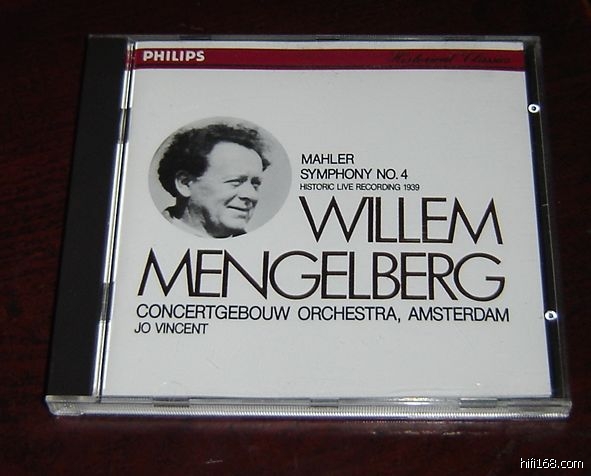 PHILIPS
Historical Classics
MAHLER
SYMPHONY NO. 4
HISTORIC LIVE RECORDING 1939
WILLEM
MENGELBERG
CONCERTGEBOUW ORCHESTRA, AMSTERDAM
JO VINCENT
hifi168.com